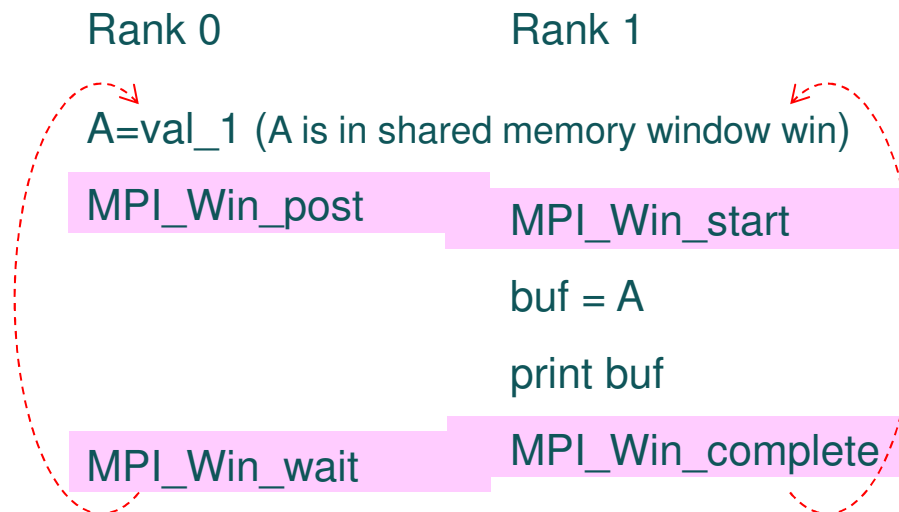 Rank 0 Rank 1
A=val_1 (A is in shared memory window win)
MPI_Win_post MPI_Win_start
buf = A
print buf
MPI_Win_wait MPI_Win_complete